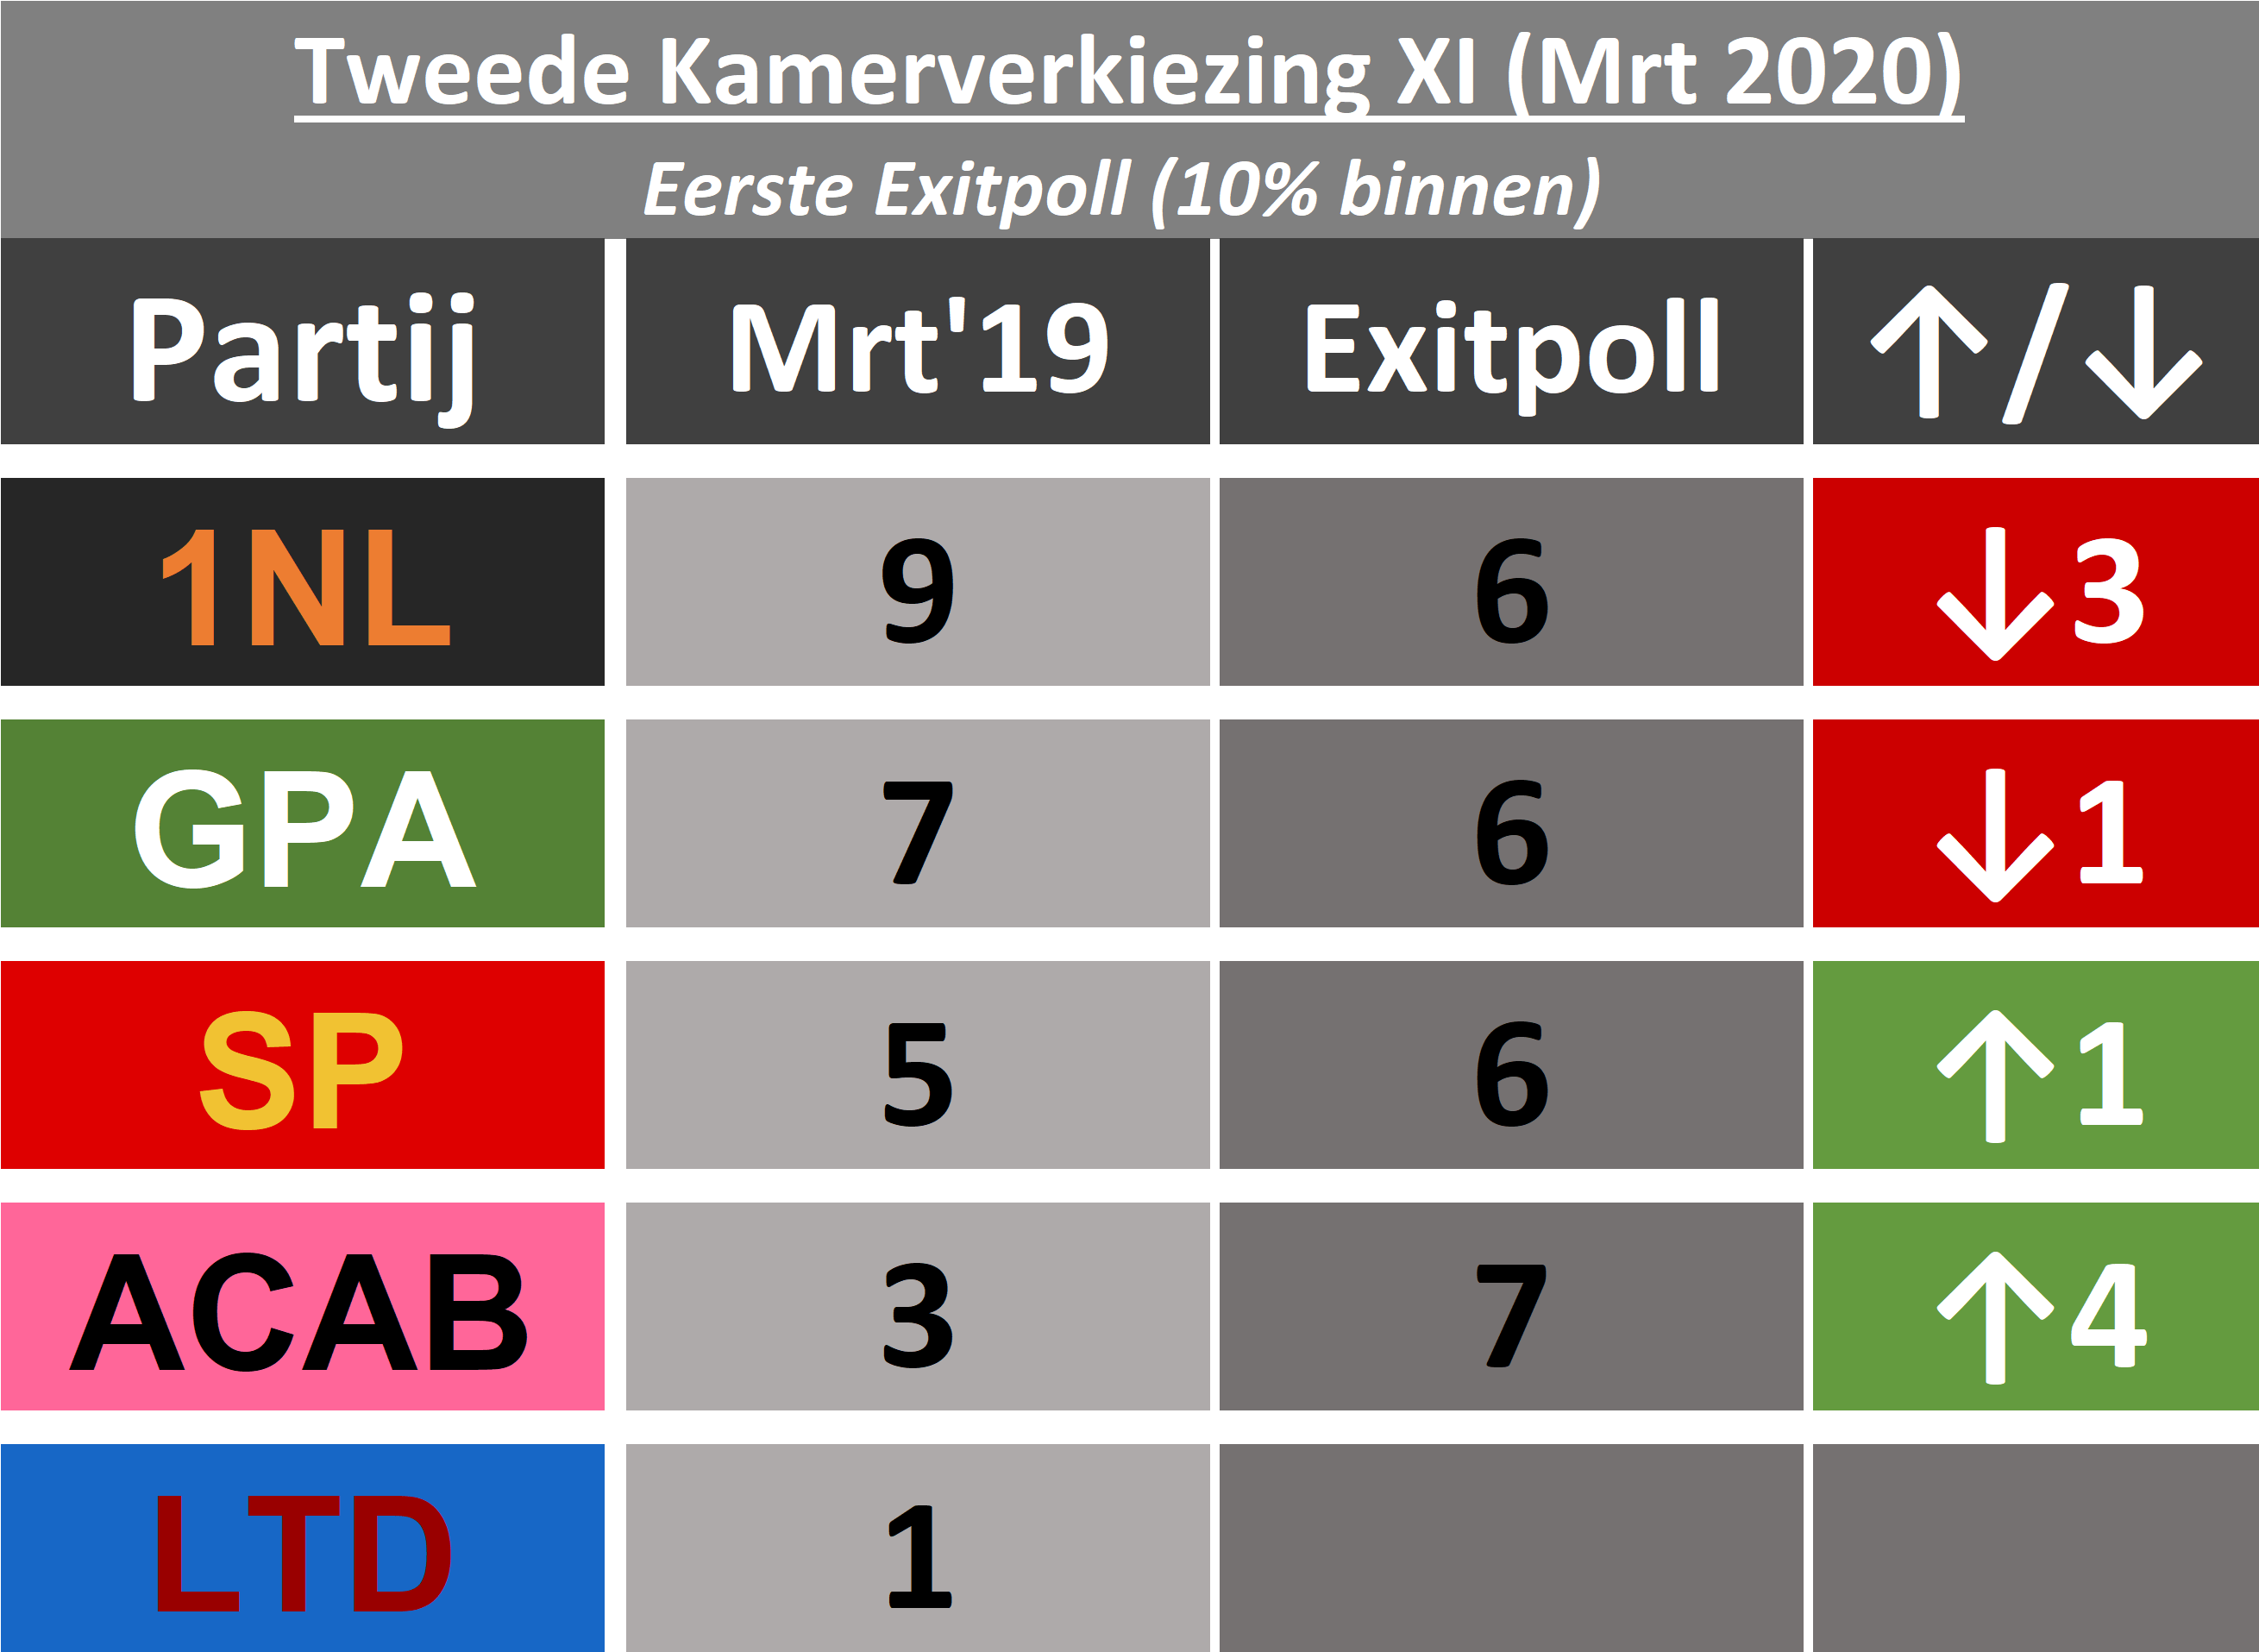 Tweede Kamerverkiezing XI (Mrt 2020)
Eerste Exitpoll (10% binnen)
Partij Mrt'19 Exitpoll ↑/↓
1NL 9 6 ↓3
GPA 7 6 ↓1
SP 5 6 ↑1
ACAB 3 7 ↑4
LTD 1